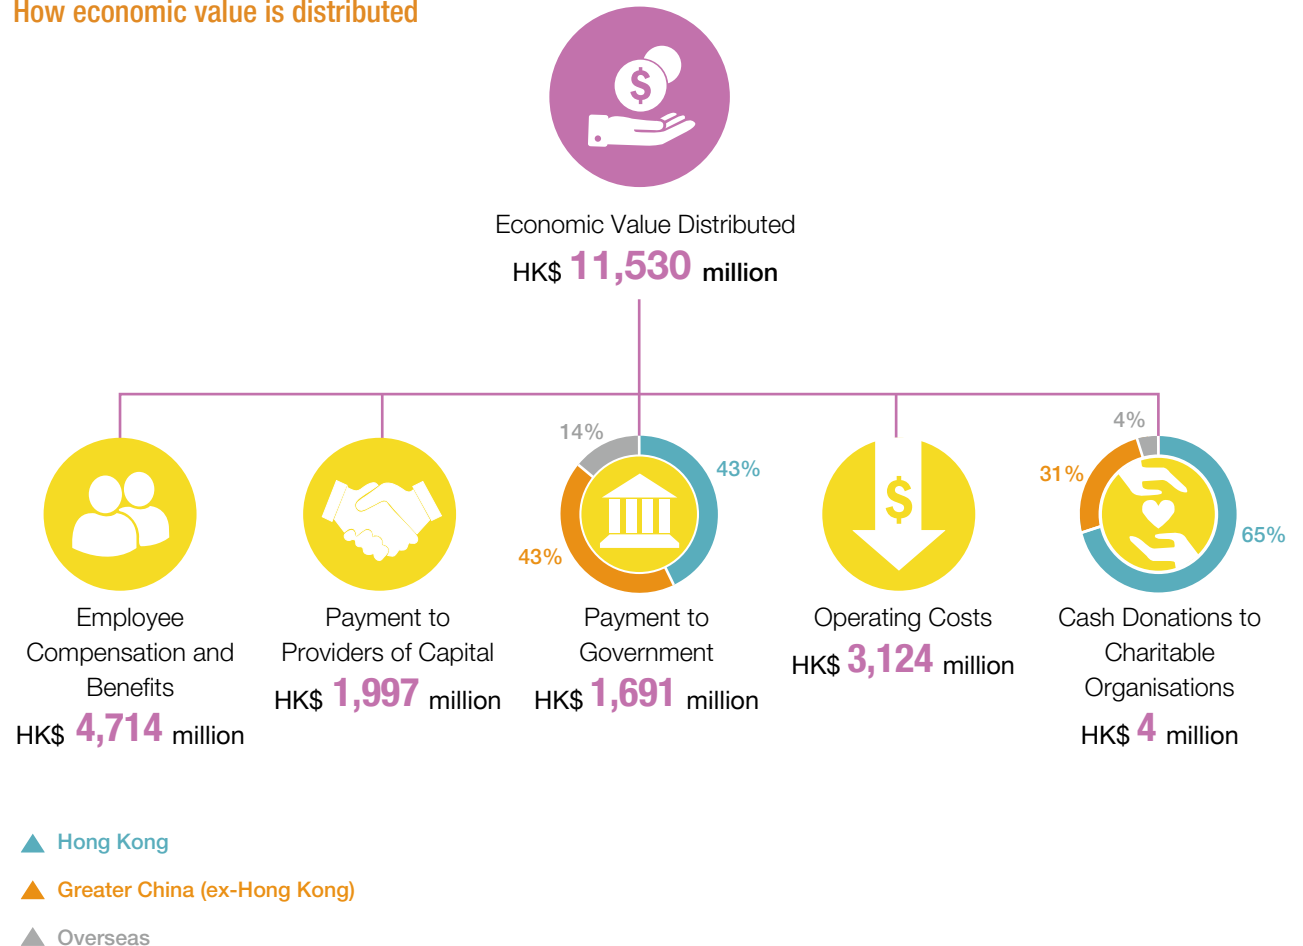 How economic value is distributed
$
Economic Value Distributed
HK$ 11,530 million
14%
43%
43%
$
4%
31%
65%
Employee
Compensation and
Benefits
HK$ 4,714 million
Payment to
Providers of Capital
HK$ 1,997 million
Payment to
Government
HK$ 1,691 million
Operating Costs
HK$ 3,124 million
Cash Donations to
Charitable
Organisations
HK$ 4 million
Hong Kong
Greater China (ex-Hong Kong)
Overseas